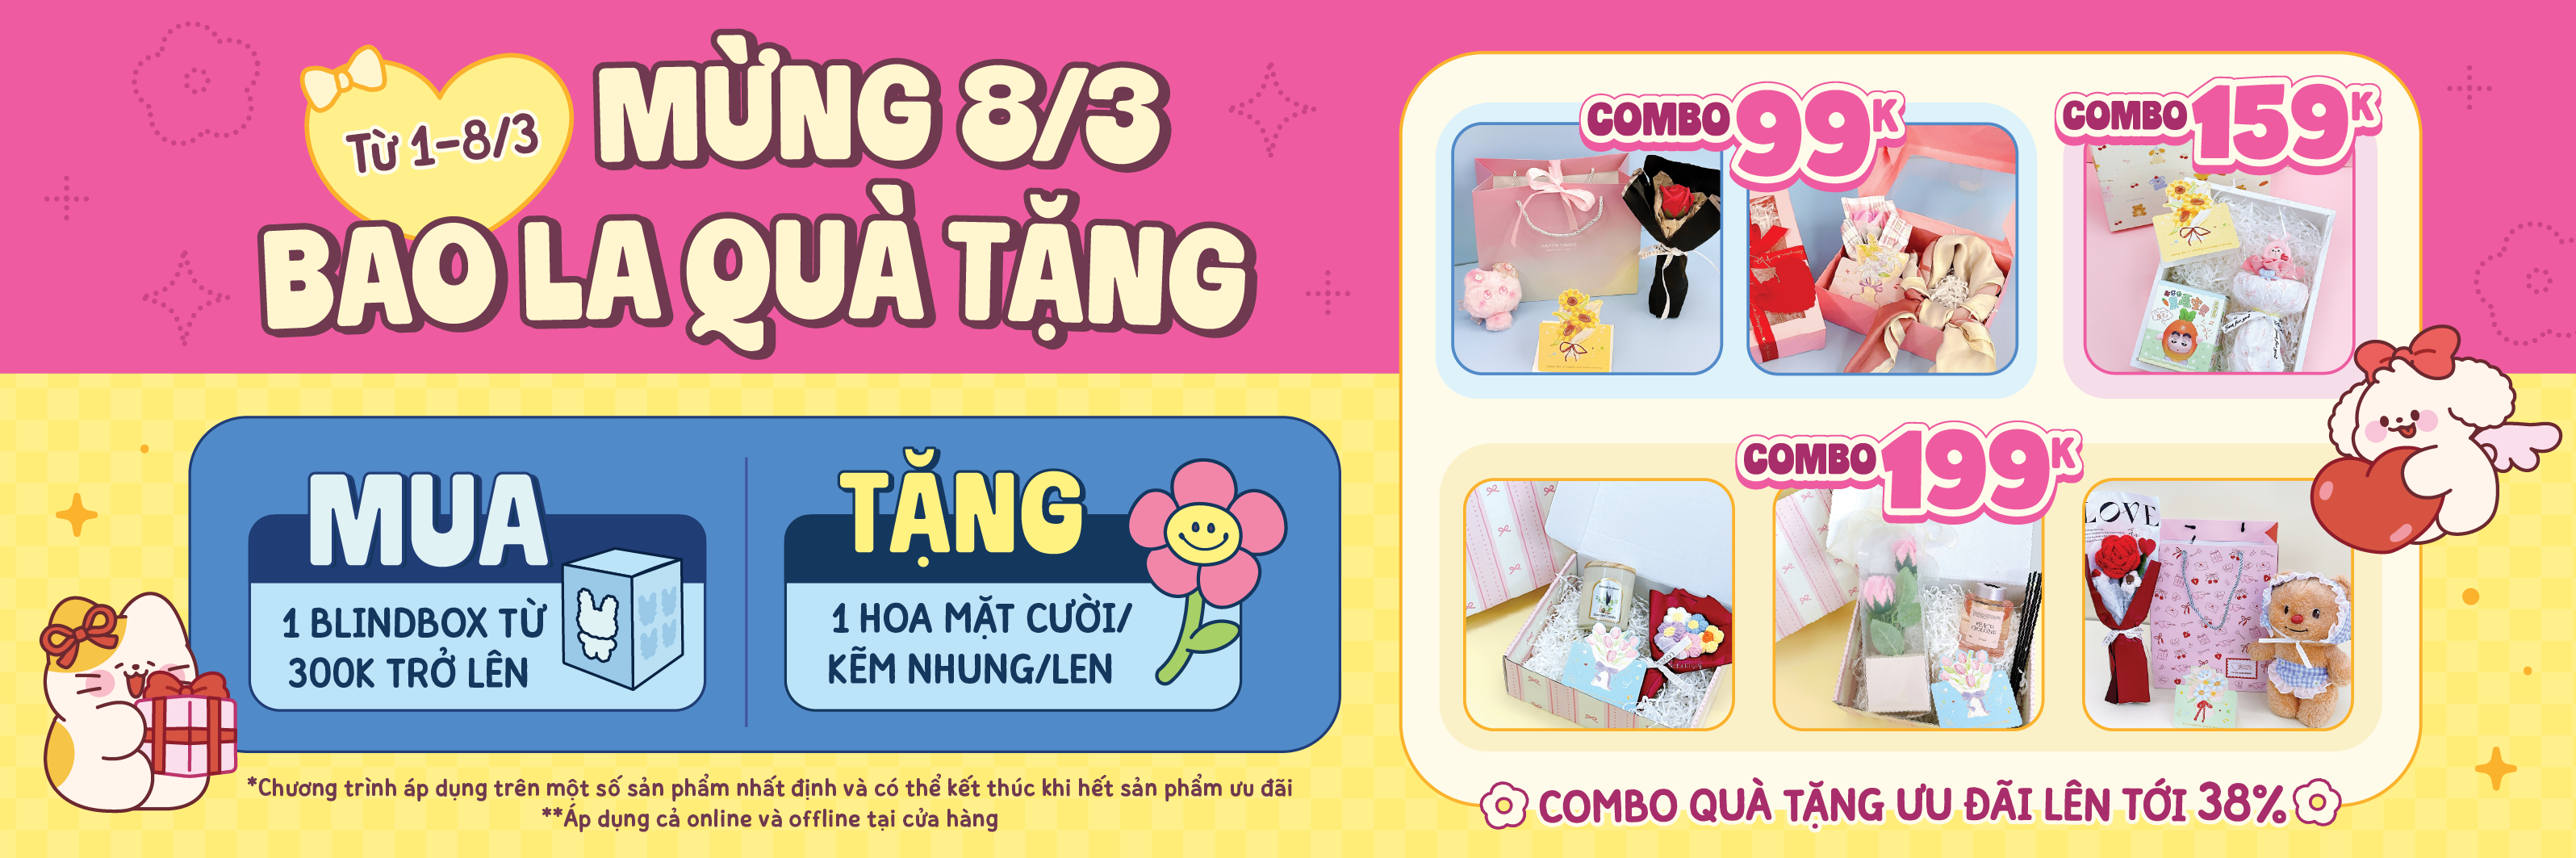 Từ 1-8/3
MỪNG 8/3
BAO LA QUÀ TẶNG
MUA
1 BLINDBOX TỪ
300K TRỞ LÊN
TẶNG
1 HOA MẶT CƯỜI/
KẼM NHUNG/LEN
*Chương trình áp dụng trên một số sản phẩm nhất định và có thể kết thúc khi hết sản phẩm ưu đãi
**Áp dụng cả online và offline tại cửa hàng
COMBO 99K
COMBO 159K
COMBO 199K
LOVE
COMBO QUÀ TẶNG ƯU ĐÃI LÊN TỚI 38%